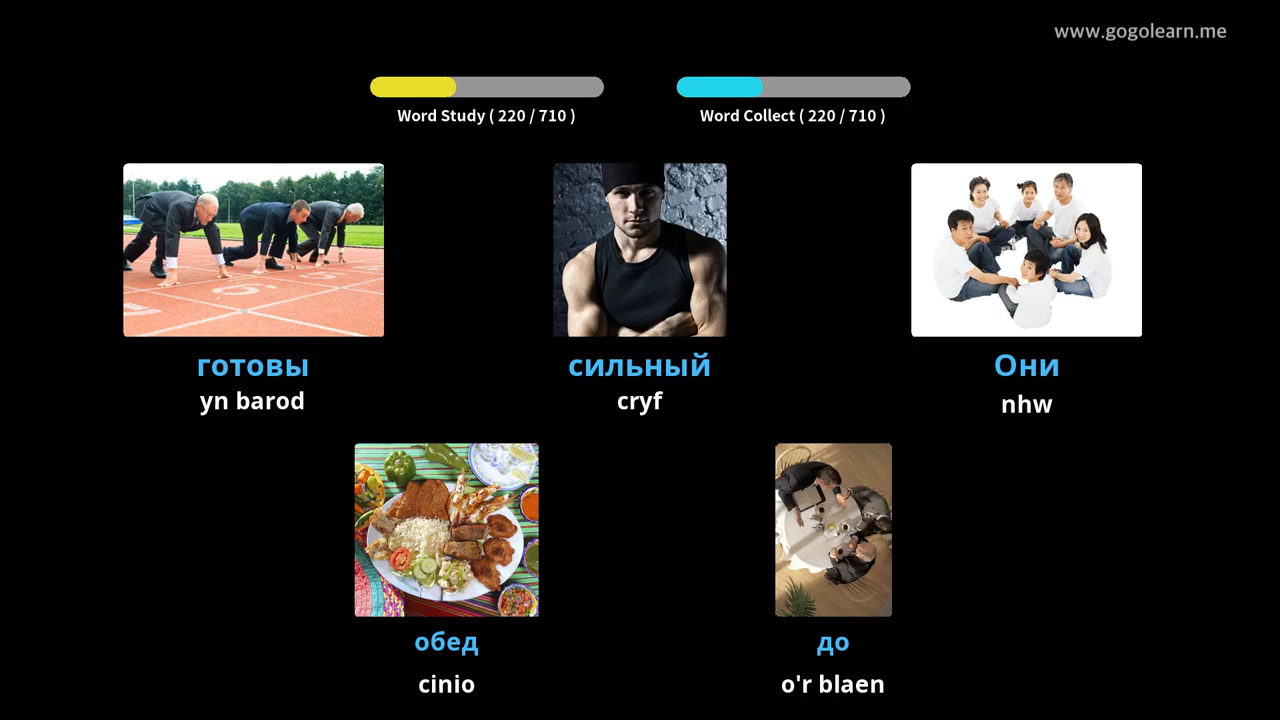 www.gogolearn.me
Word Study ( 220 / 710 )
Word Collect ( 220 / 710 )
готовы
yn barod
сильный
cryf
Они
nhw
обед
cinio
до
o'r blaen